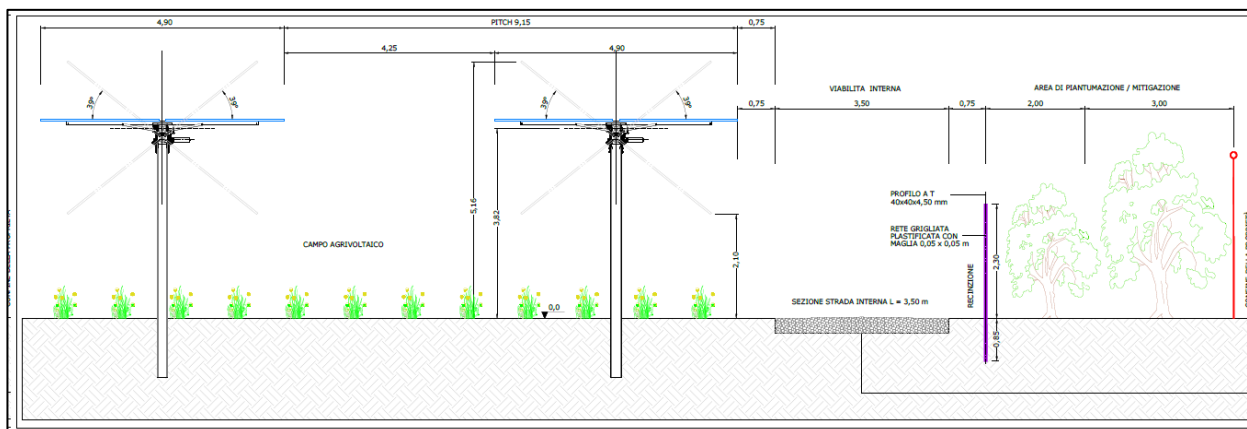 4,90
PITCH 9,15
0,75
4,25
4,90
VIABILITA INTERNA
AREA DI PIANTUMAZIONE / MITIGAZIONE
0,75
3,50
0,75
2,00
3,00
39°
39°
39°
39°
5,16
3,82
2,10
PROFILO A T
40x40x4,50 mm
RETE GRIGLIATA
PLASTIFICATA CON
MAGLIA 0,05 x 0,05 m
RECINZIONE
2,30
0,85
CAMPO AGRIVOLTAICO
0,0
SEZIONE STRADA INTERNA L = 3,50 m